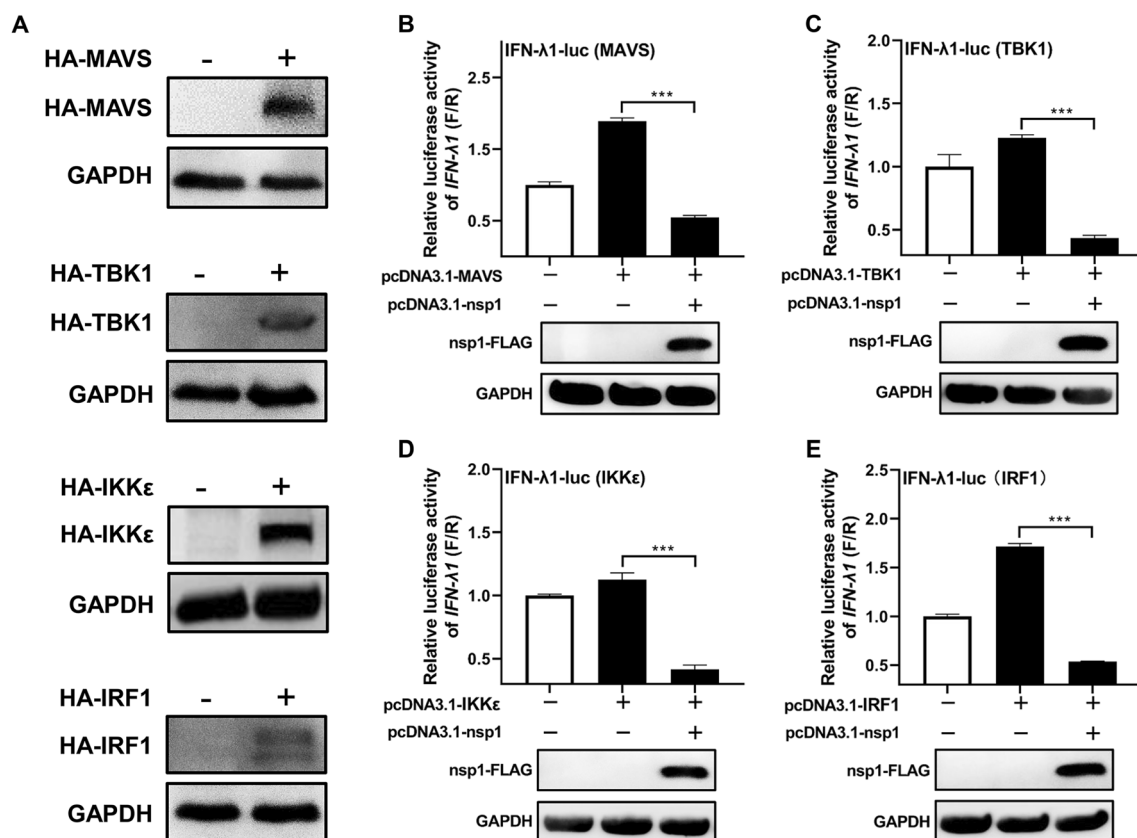 A
HA-MAVS - +
HA-MAVS
GAPDH
HA-TBK1 - +
HA-TBK1
GAPDH
HA-IKKε - +
HA-IKKε
GAPDH
HA-IRF1 - +
HA-IRF1
GAPDH
B
IFN-λ1-luc (MAVS)
Relative luciferase activity
of IFN-λ1 (F/R)
2.5
1.5
0.5
***
pcDNA3.1-MAVS − + +
pcDNA3.1-nsp1 − − +
nsp1-FLAG
GAPDH
C
IFN-λ1-luc (TBK1)
Relative luciferase activity
of IFN-λ1 (F/R)
2.0
1.5
1.0
0.5
***
pcDNA3.1-TBK1 − + +
pcDNA3.1-nsp1 − − +
nsp1-FLAG
GAPDH
D
IFN-λ1-luc (IKKε)
Relative luciferase activity
of IFN-λ1 (F/R)
2.0
1.5
1.0
0.5
***
pcDNA3.1-IKKε − + +
pcDNA3.1-nsp1 − − +
nsp1-FLAG
GAPDH
E
IFN-λ1-luc（IRF1）
Relative luciferase activity
of IFN-λ1 (F/R)
2.5
2.0
1.5
1.0
0.5
***
pcDNA3.1-IRF1 − + +
pcDNA3.1-nsp1 − − +
nsp1-FLAG
GAPDH